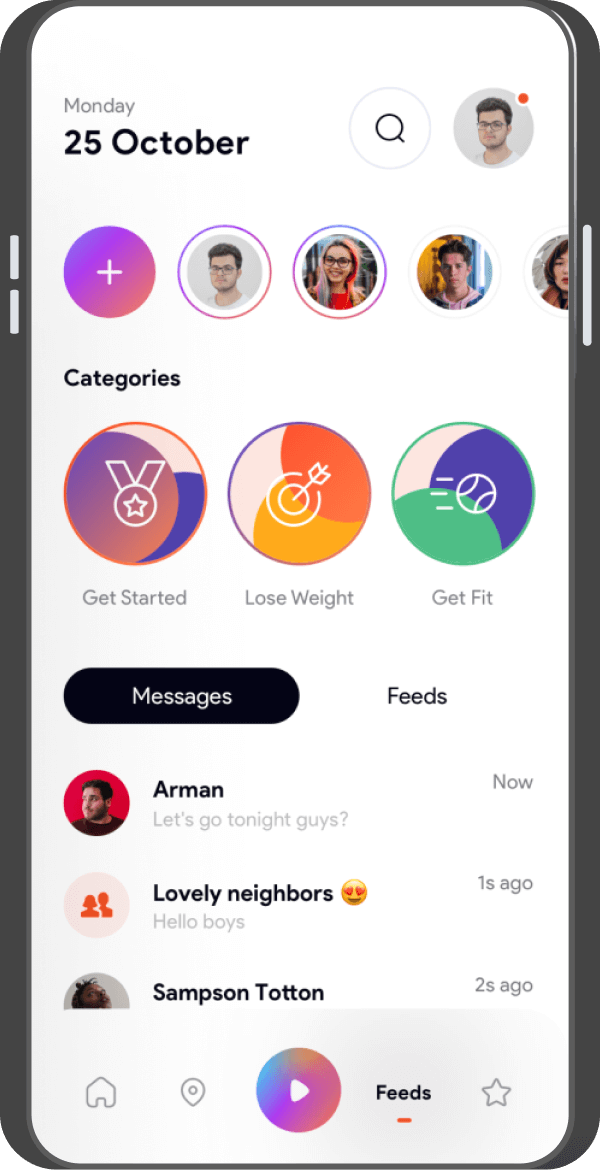 Monday
25 October
Categories
Get Started
Lose Weight
Get Fit
Messages
Feeds
Arman
Now
Let's go tonight guys?
Lovely neighbors 😍
1s ago
Hello boys
Sampson Totton
2s ago
Feeds